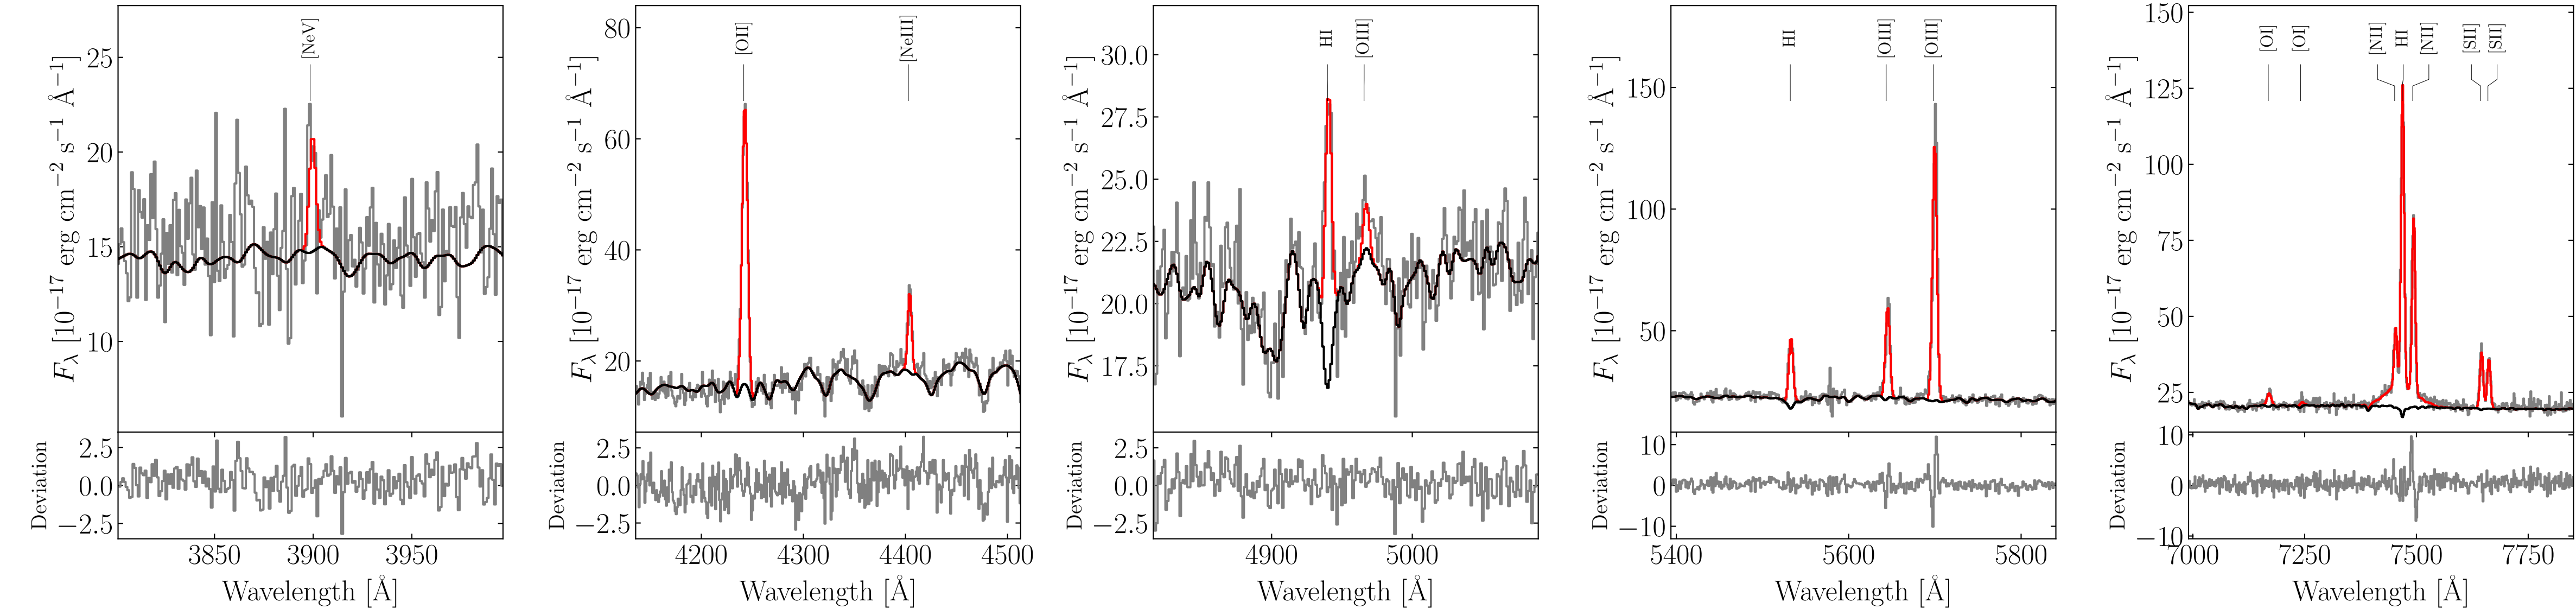 [NeV]
25
20
15
10
F_λ [10⁻¹⁷ erg cm⁻² s⁻¹ Å⁻¹]
2.5
0.0
−2.5
Deviation
3850 3900 3950
Wavelength [Å]
[OII] [NeIII]
80
60
40
20
F_λ [10⁻¹⁷ erg cm⁻² s⁻¹ Å⁻¹]
2.5
0.0
−2.5
Deviation
4200 4300 4400 4500
Wavelength [Å]
HI [OIII]
30.0
27.5
25.0
22.5
20.0
17.5
F_λ [10⁻¹⁷ erg cm⁻² s⁻¹ Å⁻¹]
2.5
0.0
−2.5
Deviation
4900 5000
Wavelength [Å]
HI [OIII] [OIII]
150
100
50
F_λ [10⁻¹⁷ erg cm⁻² s⁻¹ Å⁻¹]
10
0
−10
Deviation
5400 5600 5800
Wavelength [Å]
[OI] [OI] [NII] HI [NII] [SII] [SII]
150
125
100
75
50
25
F_λ [10⁻¹⁷ erg cm⁻² s⁻¹ Å⁻¹]
10
0
−10
Deviation
7000 7250 7500 7750
Wavelength [Å]